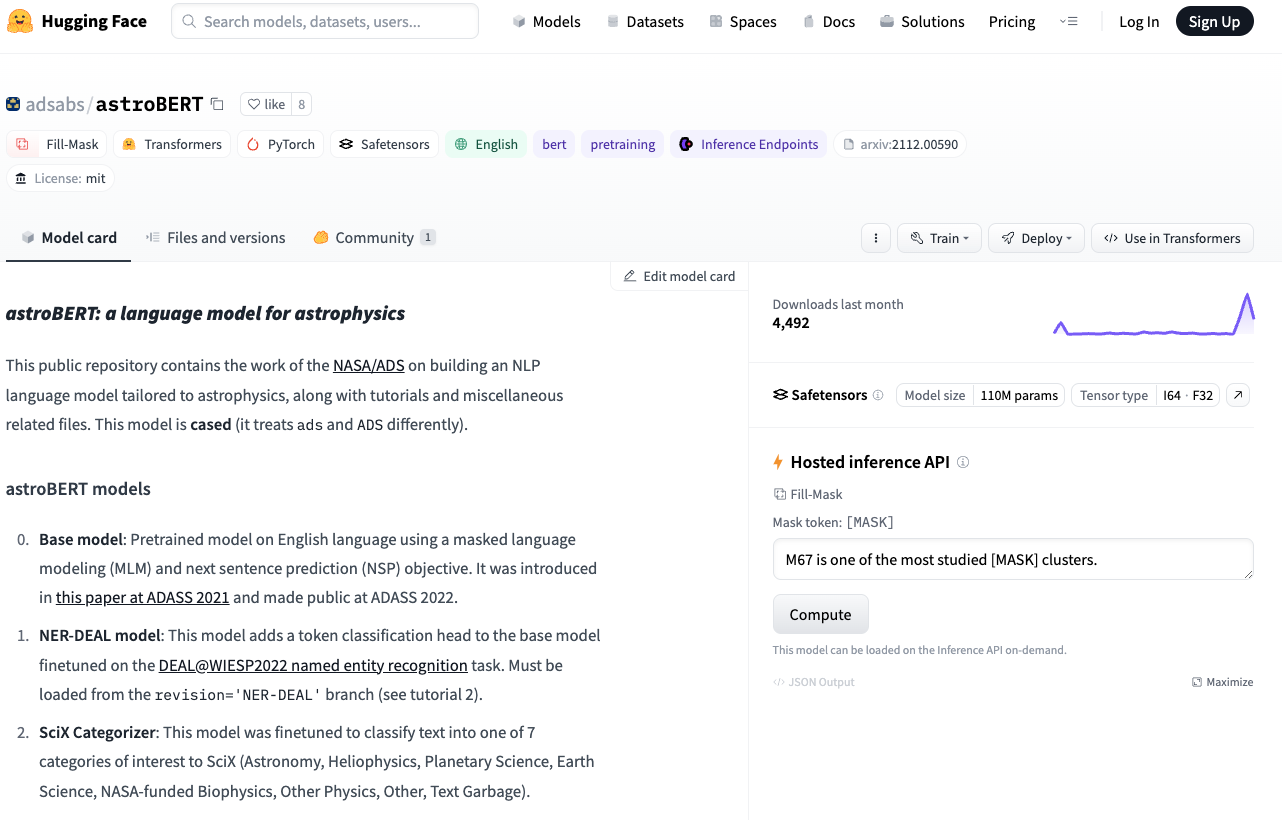 Hugging Face
Search models, datasets, users...
Models
Datasets
Spaces
Docs
Solutions
Pricing
Log In
Sign Up
adsabs/astroBERT
like 8
Fill-Mask
Transformers
PyTorch
Safetensors
English
bert
pretraining
Inference Endpoints
arxiv:2112.00590
License: mit
Model card
Files and versions
Community 1
Train
Deploy
</> Use in Transformers
Edit model card
astroBERT: a language model for astrophysics
This public repository contains the work of the NASA/ADS on building an NLP
language model tailored to astrophysics, along with tutorials and miscellaneous
related files. This model is cased (it treats ads and ADS differently).
astroBERT models
0. Base model: Pretrained model on English language using a masked language
modeling (MLM) and next sentence prediction (NSP) objective. It was introduced
in this paper at ADASS 2021 and made public at ADASS 2022.
1. NER-DEAL model: This model adds a token classification head to the base model
finetuned on the DEAL@WIESP2022 named entity recognition task. Must be
loaded from the revision='NER-DEAL' branch (see tutorial 2).
2. SciX Categorizer: This model was finetuned to classify text into one of 7
categories of interest to SciX (Astronomy, Heliophysics, Planetary Science, Earth
Science, NASA-funded Biophysics, Other Physics, Other, Text Garbage).
Downloads last month
4,492
Safetensors
Model size 110M params
Tensor type I64 · F32
Hosted inference API
Fill-Mask
Mask token: [MASK]
M67 is one of the most studied [MASK] clusters.
Compute
This model can be loaded on the Inference API on-demand.
</> JSON Output
Maximize